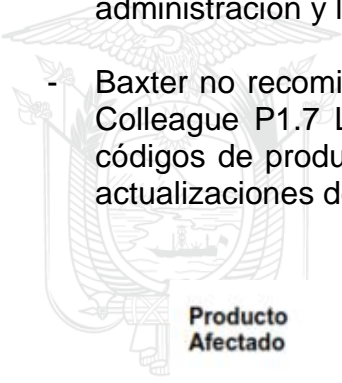 administración y l
- Baxter no recomi
Colleague P1.7 L
códigos de produ
actualizaciones d
Producto
Afectado